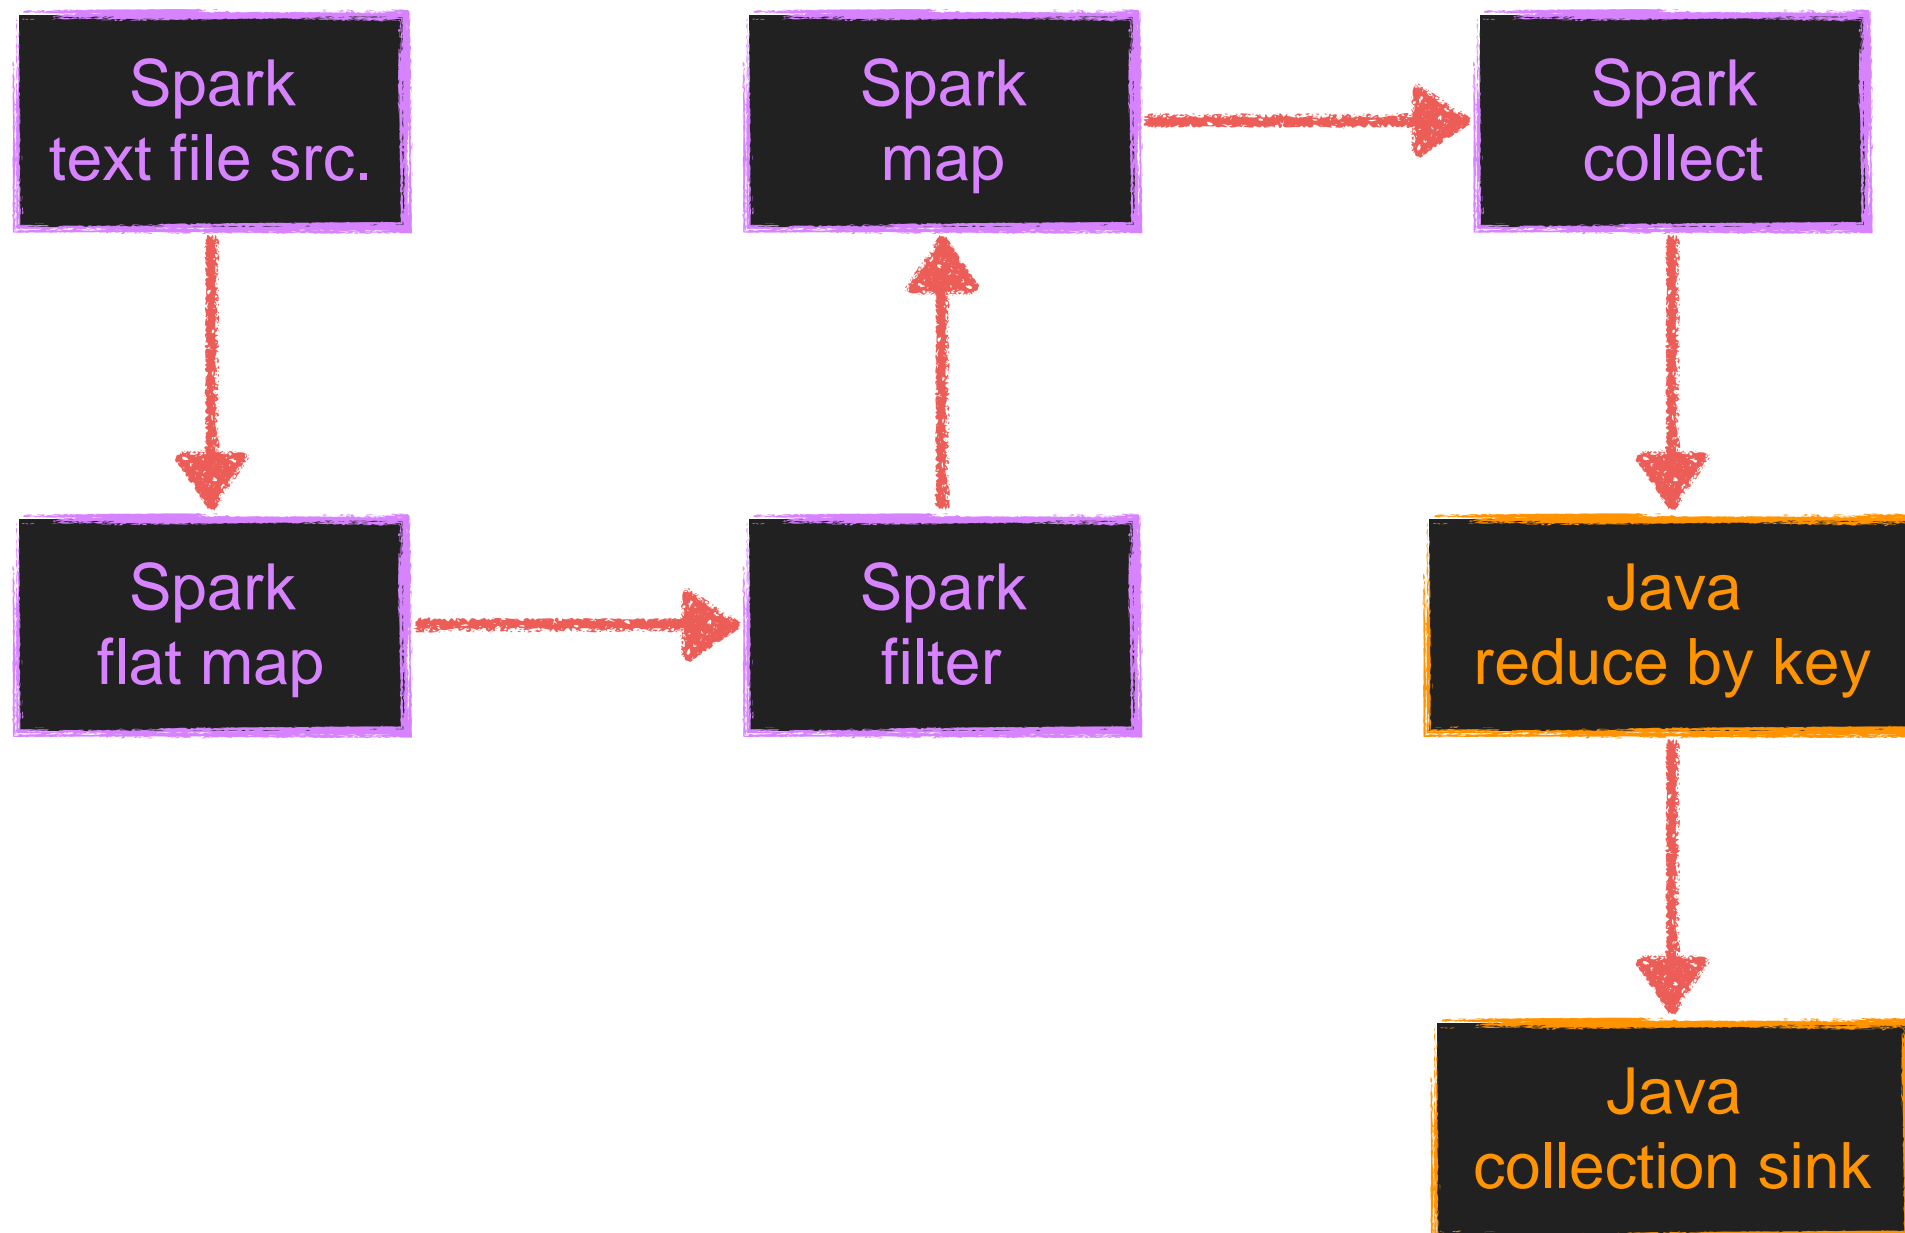 Spark
text file src.
Spark
map
Spark
collect
Spark
flat map
Spark
filter
Java
reduce by key
Java
collection sink